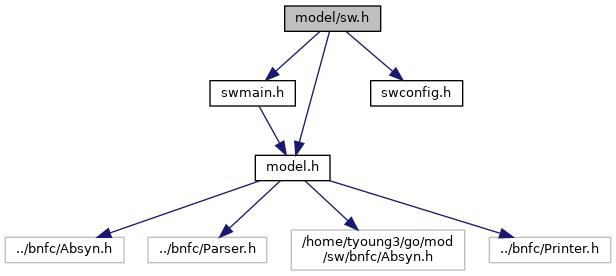 model/sw.h
swmain.h
swconfig.h
model.h
../bnfc/Absyn.h
../bnfc/Parser.h
/home/tyoung3/go/mod
/sw/bnfc/Absyn.h
../bnfc/Printer.h